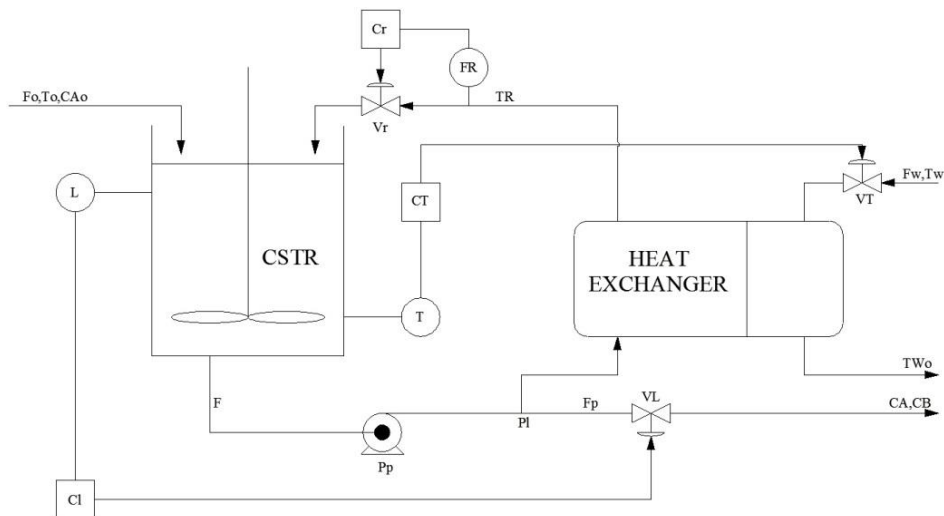 Cr
FR
Fo,To,CAo
TR
Vr
Fw,Tw
L
CT
VT
CSTR
HEAT
EXCHANGER
T
TWo
F
Fp
VL
CA,CB
Pl
Pp
Cl